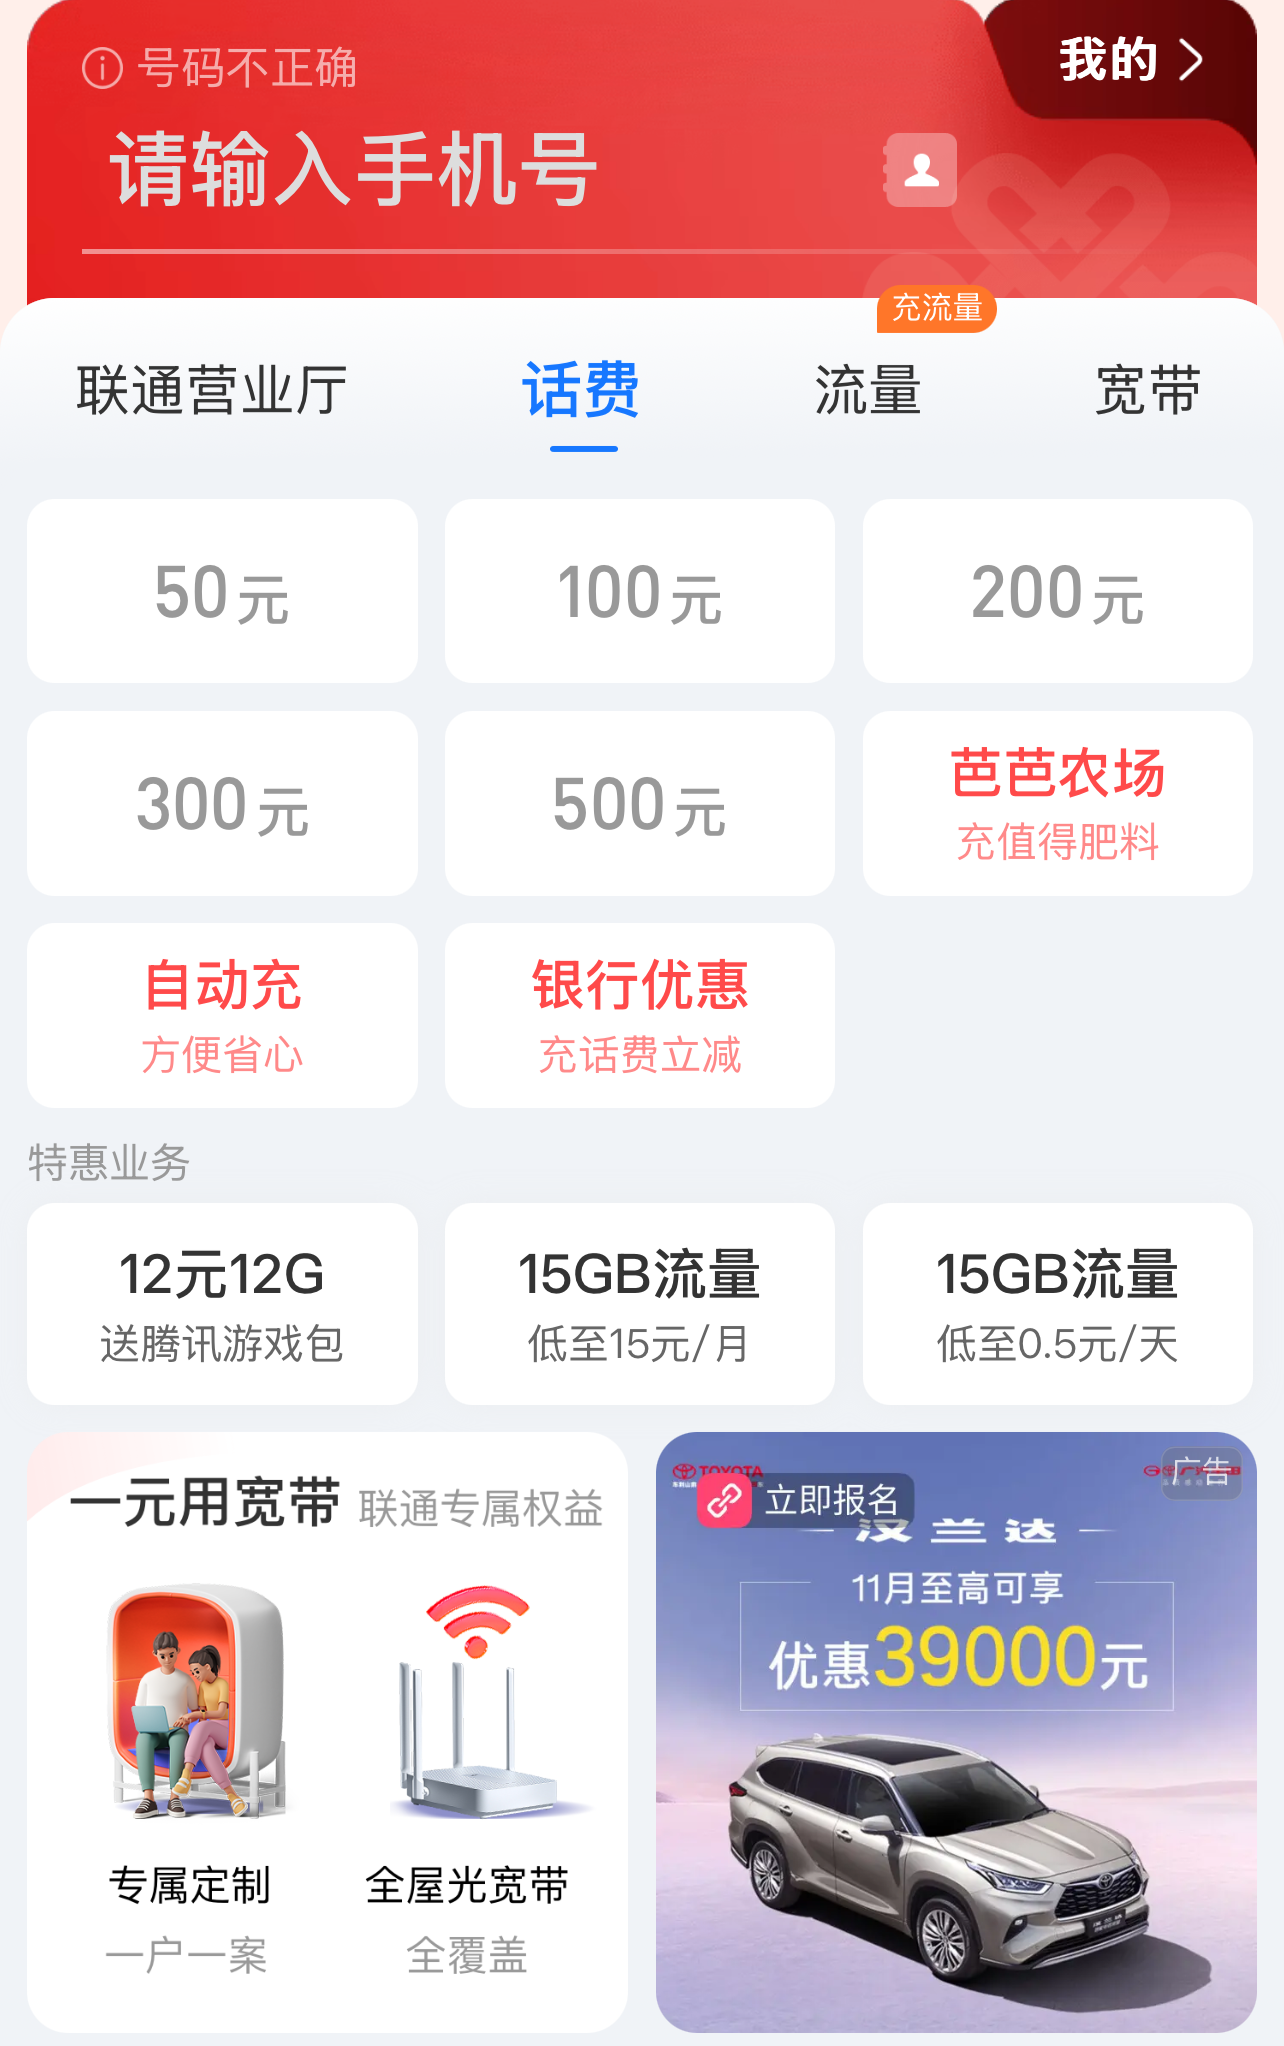 号码不正确
我的
请输入手机号
充流量
联通营业厅
话费
流量
宽带
50元
100元
200元
300元
500元
芭芭农场
充值得肥料
自动充
方便省心
银行优惠
充话费立减
特惠业务
12元12G
送腾讯游戏包
15GB流量
低至15元/月
15GB流量
低至0.5元/天
一元用宽带 联通专属权益
专属定制
一户一案
全屋光宽带
全覆盖
TOYOTA
广告
立即报名
汉兰达
11月至高可享
优惠39000元